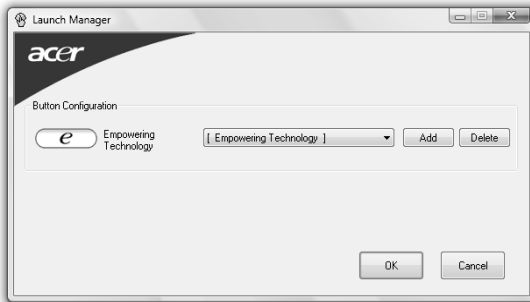 Launch Manager
acer
Button Configuration
e
Empowering
Technology
[ Empowering Technology ]
Add
Delete
OK
Cancel